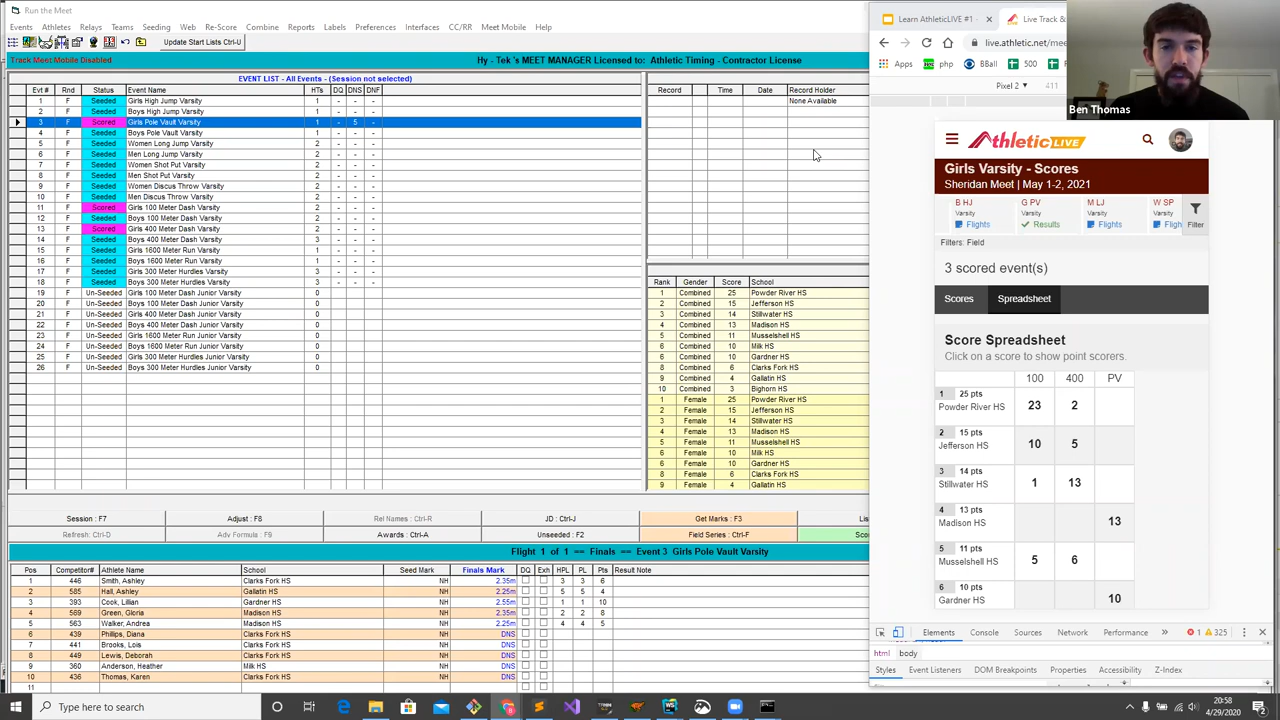 Run the Meet
Events Athletes Relays Teams Seeding Web Re-Score Combine Reports Labels Preferences Interfaces CC/RR Meet Mobile Help
Update Start Lists Ctrl-U
Track Meet Mobile Disabled
Hy - Tek 's MEET MANAGER Licensed to: Athletic Timing - Contractor License
EVENT LIST - All Events - (Session not selected)
Evt # Rnd Status Event Name HTs DQ DNS DNF
1 F Seeded Girls High Jump Varsity 1 - - -
2 F Seeded Boys High Jump Varsity 1 - - -
3 F Scored Girls Pole Vault Varsity 1 - 5 -
4 F Seeded Boys Pole Vault Varsity 1 - - -
5 F Seeded Women Long Jump Varsity 2 - - -
6 F Seeded Men Long Jump Varsity 2 - - -
7 F Seeded Women Shot Put Varsity 2 - - -
8 F Seeded Men Shot Put Varsity 2 - - -
9 F Seeded Women Discus Throw Varsity 2 - - -
10 F Seeded Men Discus Throw Varsity 2 - - -
11 F Scored Girls 100 Meter Dash Varsity 2 - - -
12 F Seeded Boys 100 Meter Dash Varsity 2 - - -
13 F Scored Girls 400 Meter Dash Varsity 2 - - -
14 F Seeded Boys 400 Meter Dash Varsity 3 - - -
15 F Seeded Girls 1600 Meter Run Varsity 1 - - -
16 F Seeded Boys 1600 Meter Run Varsity 1 - - -
17 F Seeded Girls 300 Meter Hurdles Varsity 3 - - -
18 F Seeded Boys 300 Meter Hurdles Varsity 3 - - -
19 F Un-Seeded Girls 100 Meter Dash Junior Varsity 0
20 F Un-Seeded Boys 100 Meter Dash Junior Varsity 0
21 F Un-Seeded Girls 400 Meter Dash Junior Varsity 0
22 F Un-Seeded Boys 400 Meter Dash Junior Varsity 0
23 F Un-Seeded Girls 1600 Meter Run Junior Varsity 0
24 F Un-Seeded Boys 1600 Meter Run Junior Varsity 0
25 F Un-Seeded Girls 300 Meter Hurdles Junior Varsity 0
26 F Un-Seeded Boys 300 Meter Hurdles Junior Varsity 0
Record Time Date Record Holder
None Available
Rank Gender Score School
1 Combined 25 Powder River HS
2 Combined 15 Jefferson HS
3 Combined 14 Stillwater HS
4 Combined 13 Madison HS
5 Combined 11 Musselshell HS
6 Combined 10 Milk HS
6 Combined 10 Gardner HS
8 Combined 6 Clarks Fork HS
9 Combined 4 Gallatin HS
10 Combined 3 Bighorn HS
1 Female 25 Powder River HS
2 Female 15 Jefferson HS
3 Female 14 Stillwater HS
4 Female 13 Madison HS
5 Female 11 Musselshell HS
6 Female 10 Milk HS
6 Female 10 Gardner HS
8 Female 6 Clarks Fork HS
9 Female 4 Gallatin HS
Session : F7 Adjust : F8 Rel Names : Ctrl-R JD: Ctrl-J Get Marks : F3 Lis
Refresh: Ctrl-D Adv Formula : F9 Awards: Ctrl-A Unseeded: F2 Field Series: Ctrl-F Sco
Flight 1 of 1 == Finals == Event 3 Girls Pole Vault Varsity
Pos Competitor# Athlete Name School Seed Mark Finals Mark DQ Exh HPL PL Pts Result Note
1 446 Smith, Ashley Clarks Fork HS NH 2.35m 3 3 6
2 585 Hall, Ashley Gallatin HS NH 2.25m 5 5 4
3 393 Cook, Lillian Gardner HS NH 2.55m 1 1 10
4 569 Green, Gloria Madison HS NH 2.45m 2 2 8
5 563 Walker, Andrea Madison HS NH 2.25m 4 4 5
6 439 Phillips, Diana Clarks Fork HS NH DNS
7 441 Brooks, Lois Clarks Fork HS NH DNS
8 449 Lewis, Deborah Clarks Fork HS NH DNS
9 360 Anderson, Heather Milk HS NH DNS
10 436 Thomas, Karen Clarks Fork HS NH DNS
11
Learn AthleticLIVE #1 - Live Track &
live.athletic.net/mee
Apps php BBall 500
Pixel 2 411
Ben Thomas
AthleticLIVE
Girls Varsity - Scores
Sheridan Meet | May 1-2, 2021
B HJ G PV M LJ W SP
Varsity Varsity Varsity Varsity
Flights Results Flights Fligh Filter
Filters: Field
3 scored event(s)
Scores Spreadsheet
Score Spreadsheet
Click on a score to show point scorers.
100 400 PV
1 25 pts
Powder River HS 23 2
2 15 pts
Jefferson HS 10 5
3 14 pts
Stillwater HS 1 13
4 13 pts
Madison HS 13
5 11 pts
Musselshell HS 5 6
6 10 pts
Gardner HS 10
Elements Console Sources Network Performance » 1 325
html body
Styles Event Listeners DOM Breakpoints Properties Accessibility Z-Index
Type here to search
20:58
4/29/2020
2